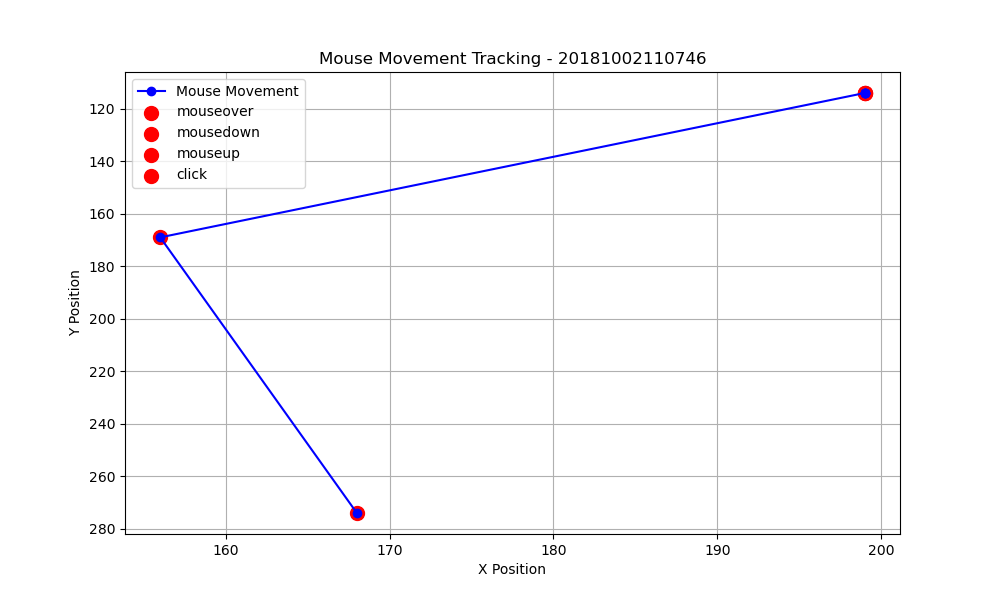 Mouse Movement Tracking - 20181002110746
Mouse Movement
mouseover
mousedown
mouseup
click
120
140
160
180
200
220
240
260
280
Y Position
160 170 180 190 200
X Position